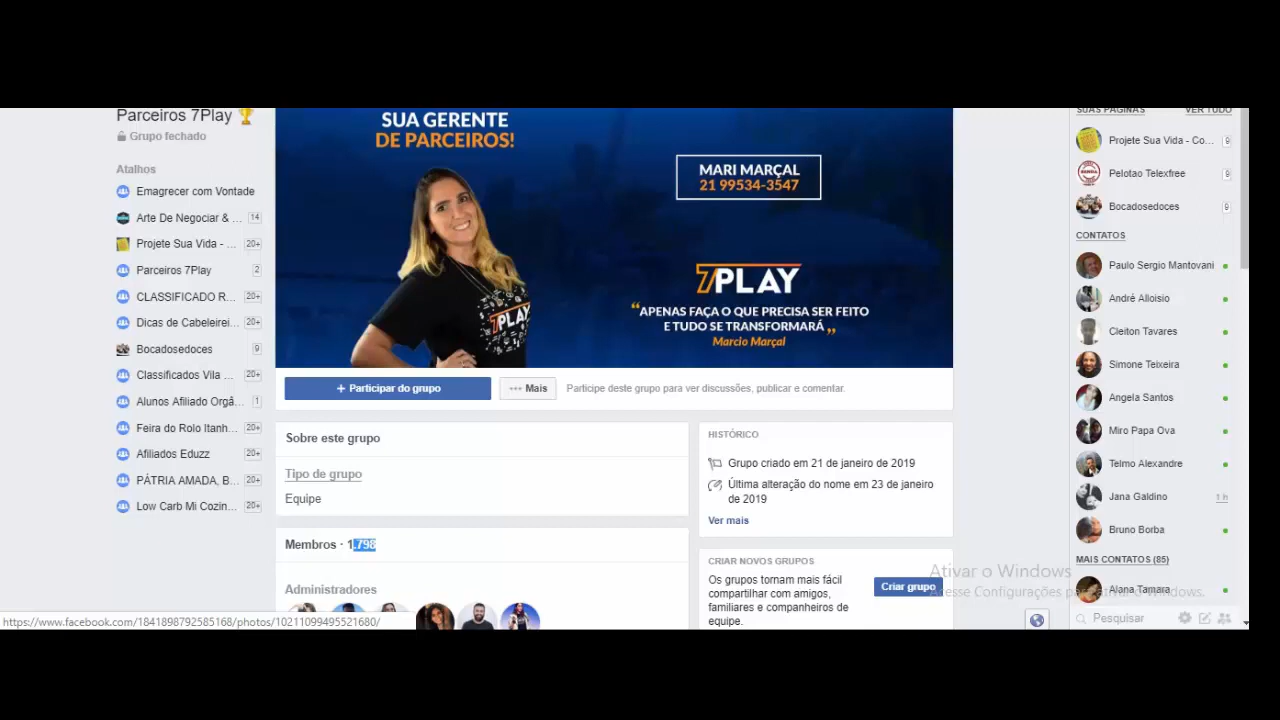 Parceiros 7Play
Grupo fechado
Atalhos
Emagrecer com Vontade
Arte De Negociar & ... 14
Projete Sua Vida - ... 20+
Parceiros 7Play 2
CLASSIFICADO R... 20+
Dicas de Cabeleirei... 20+
Bocadosedoces 9
Classificados Vila ... 20+
Alunos Afiliado Orgâ... 1
Feira do Rolo Itanh... 20+
Afiliados Eduzz 20+
PÁTRIA AMADA, B... 20+
Low Carb Mi Cozin... 20+
SUA GERENTE
DE PARCEIROS!
MARI MARÇAL
21 99534-3547
7PLAY
7PLAY
“APENAS FAÇA O QUE PRECISA SER FEITO
E TUDO SE TRANSFORMARÁ”
Marcio Marçal
+ Participar do grupo
••• Mais
Participe deste grupo para ver discussões, publicar e comentar.
Sobre este grupo
Tipo de grupo
Equipe
Membros · 1.798
Administradores
HISTÓRICO
Grupo criado em 21 de janeiro de 2019
Última alteração do nome em 23 de janeiro
de 2019
Ver mais
CRIAR NOVOS GRUPOS
Os grupos tornam mais fácil
compartilhar com amigos,
familiares e companheiros de
equipe.
Criar grupo
SUAS PÁGINAS VER TUDO
Projete Sua Vida - Co... 9
Pelotao Telexfree 9
Bocadosedoces 9
CONTATOS
Paulo Sergio Mantovani
André Alloisio
Cleiton Tavares
Simone Teixeira
Angela Santos
Miro Papa Ova
Telmo Alexandre
Jana Galdino 1 h
Bruno Borba
MAIS CONTATOS (85)
Alana Tamara
Pesquisar
Ativar o Windows
Acesse Configurações para ativar o Windows.
https://www.facebook.com/1841898792585168/photos/10211099495521680/